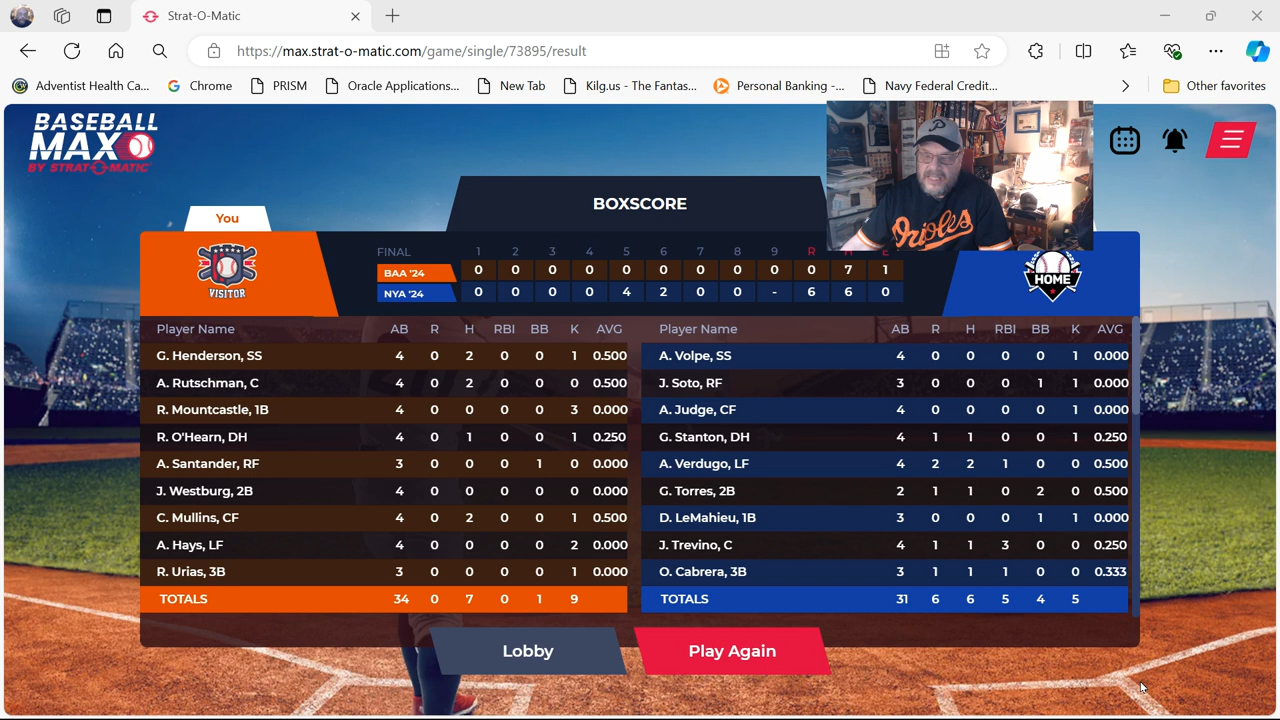 Strat-O-Matic
https://max.strat-o-matic.com/game/single/73895/result
Adventist Health Ca... Chrome PRISM Oracle Applications... New Tab Kilg.us - The Fantas... Personal Banking -... Navy Federal Credit... Other favorites
BASEBALL
MAX
BY STRAT-O-MATIC
Orioles
BOXSCORE
You
VISITOR
HOME
FINAL 1 2 3 4 5 6 7 8 9 R H E
BAA '24 0 0 0 0 0 0 0 0 0 0 7 1
NYA '24 0 0 0 0 4 2 0 0 - 6 6 0
Player Name AB R H RBI BB K AVG
G. Henderson, SS 4 0 2 0 0 1 0.500
A. Rutschman, C 4 0 2 0 0 0 0.500
R. Mountcastle, 1B 4 0 0 0 0 3 0.000
R. O'Hearn, DH 4 0 1 0 0 1 0.250
A. Santander, RF 3 0 0 0 1 0 0.000
J. Westburg, 2B 4 0 0 0 0 0 0.000
C. Mullins, CF 4 0 2 0 0 1 0.500
A. Hays, LF 4 0 0 0 0 2 0.000
R. Urias, 3B 3 0 0 0 0 1 0.000
TOTALS 34 0 7 0 1 9
Player Name AB R H RBI BB K AVG
A. Volpe, SS 4 0 0 0 0 1 0.000
J. Soto, RF 3 0 0 0 1 1 0.000
A. Judge, CF 4 0 0 0 0 1 0.000
G. Stanton, DH 4 1 1 0 0 1 0.250
A. Verdugo, LF 4 2 2 1 0 0 0.500
G. Torres, 2B 2 1 1 0 2 0 0.500
D. LeMahieu, 1B 3 0 0 0 1 1 0.000
J. Trevino, C 4 1 1 3 0 0 0.250
O. Cabrera, 3B 3 1 1 1 0 0 0.333
TOTALS 31 6 6 5 4 5
Lobby
Play Again